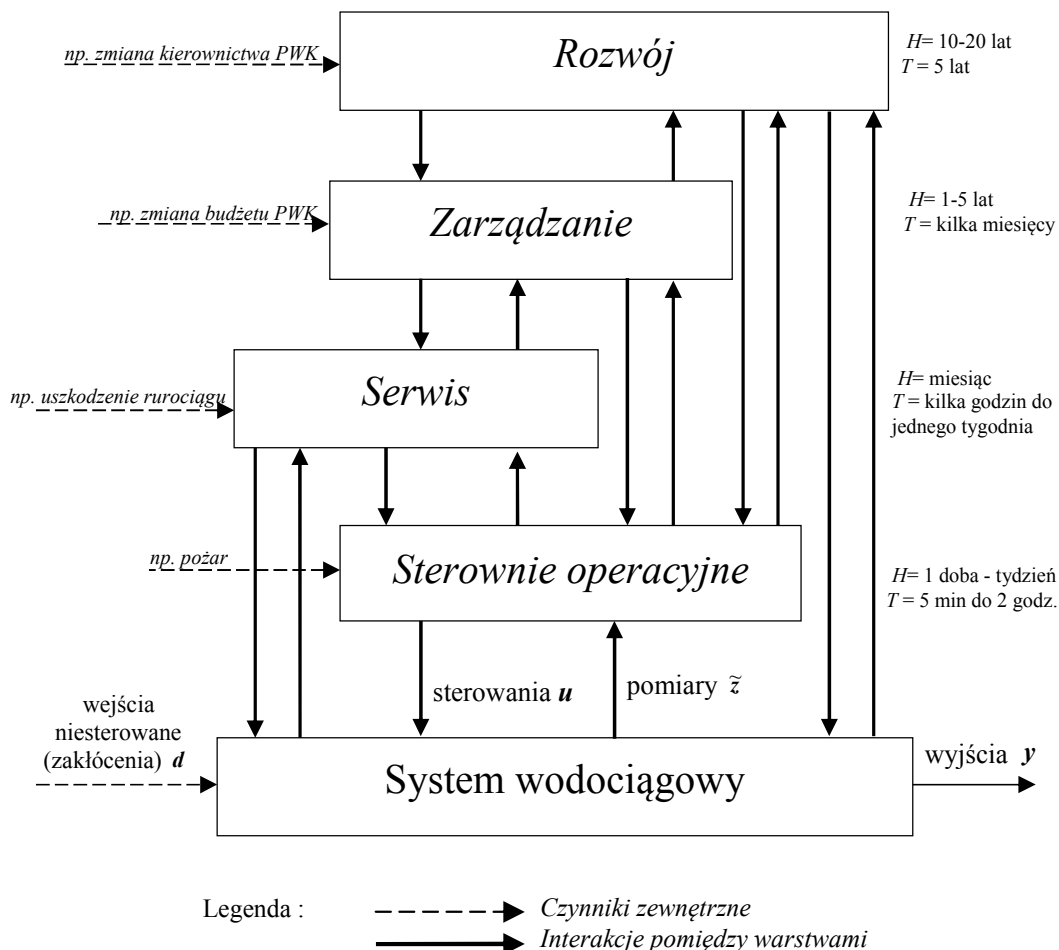 np. zmiana kierownictwa PWK
Rozwój
H= 10-20 lat
T = 5 lat
np. zmiana budżetu PWK
Zarządzanie
H= 1-5 lat
T = kilka miesięcy
np. uszkodzenie rurociągu
Serwis
H= miesiąc
T = kilka godzin do
jednego tygodnia
np. pożar
Sterownie operacyjne
H= 1 doba - tydzień
T = 5 min do 2 godz.
sterowania u
pomiary z̃
wejścia
niesterowane
(zakłócenia) d
System wodociągowy
wyjścia y
Legenda :
Czynniki zewnętrzne
Interakcje pomiędzy warstwami